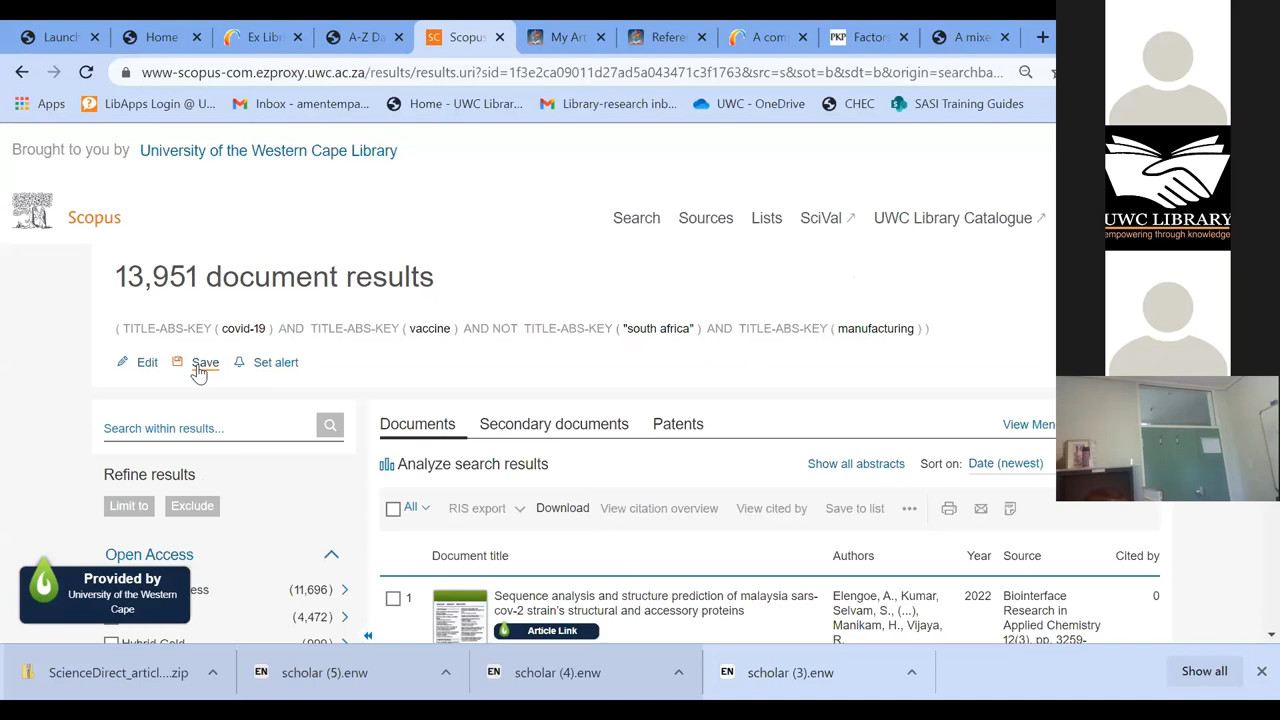 Launch
Home
Ex Libr
A-Z Da
SC Scopus
My Art
Refere
A com
PKP Factors
A mixe
www-scopus-com.ezproxy.uwc.ac.za/results/results.uri?sid=1f3e2ca09011d27ad5a043471c3f1763&src=s&sot=b&sdt=b&origin=searchba...
Apps
LibApps Login @ U...
Inbox - amentempa...
Home - UWC Librar...
Library-research inb...
UWC - OneDrive
CHEC
SASI Training Guides
Brought to you by University of the Western Cape Library
Scopus
Search Sources Lists SciVal UWC Library Catalogue
13,951 document results
( TITLE-ABS-KEY ( covid-19 ) AND TITLE-ABS-KEY ( vaccine ) AND NOT TITLE-ABS-KEY ( "south africa" ) AND TITLE-ABS-KEY ( manufacturing ) )
Edit Save Set alert
Search within results...
Refine results
Limit to Exclude
Open Access
ess (11,696)
(4,472)
Hybrid Gold
Provided by
University of the Western
Cape
Documents Secondary documents Patents View Men
Analyze search results Show all abstracts Sort on: Date (newest)
All RIS export Download View citation overview View cited by Save to list
Document title Authors Year Source Cited by
1 Sequence analysis and structure prediction of malaysia sars-
cov-2 strain's structural and accessory proteins
Article Link
Elengoe, A., Kumar,
Selvam, S., (...),
Manikam, H., Vijaya,
R.
2022
Biointerface
Research in
Applied Chemistry
12(3), pp. 3259-
0
UWC LIBRARY
empowering through knowledge
ScienceDirect_articl....zip
EN scholar (5).enw
EN scholar (4).enw
EN scholar (3).enw
Show all